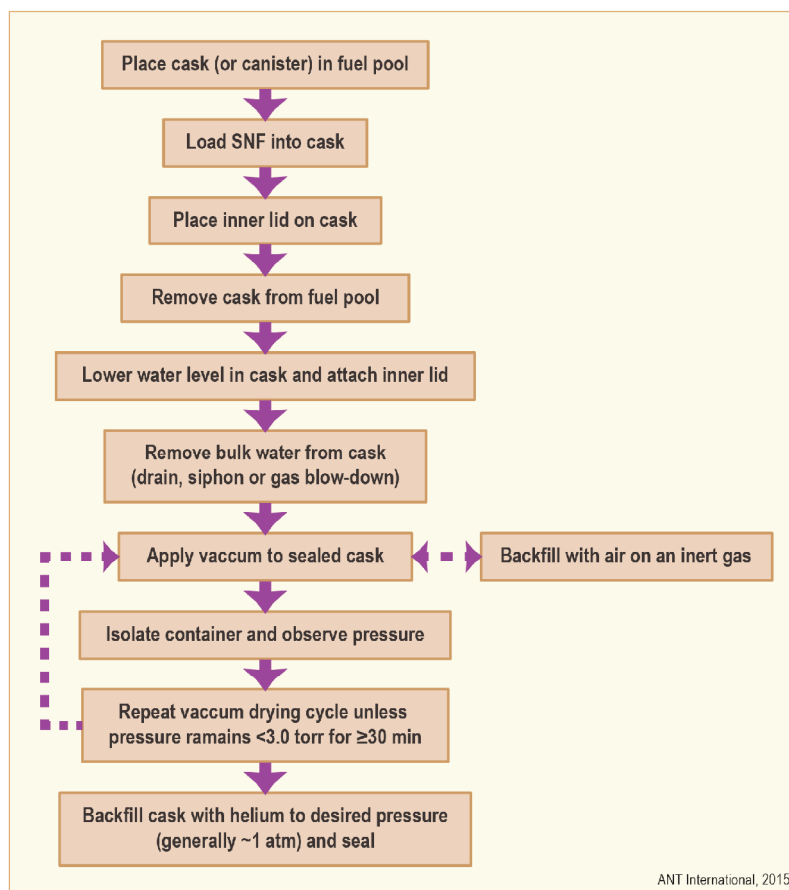 Place cask (or canister) in fuel pool
Load SNF into cask
Place inner lid on cask
Remove cask from fuel pool
Lower water level in cask and attach inner lid
Remove bulk water from cask
(drain, siphon or gas blow-down)
Apply vaccum to sealed cask
Backfill with air on an inert gas
Isolate container and observe pressure
Repeat vaccum drying cycle unless
pressure ramains <3.0 torr for ≥30 min
Backfill cask with helium to desired pressure
(generally ~1 atm) and seal
ANT International, 2015